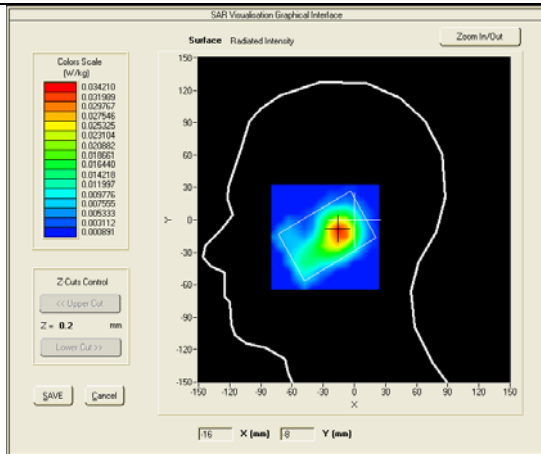 SAR Visualisation Graphical Interface
Surface Radiated Intensity
Zoom In/Out
Colors Scale
(W/kg)
0.034210
0.031989
0.029767
0.027546
0.025325
0.023104
0.020882
0.018661
0.016440
0.014218
0.011997
0.009776
0.007555
0.005333
0.003112
0.000891
Z Cuts Control
<< Upper Cut
Z = 0.2 mm
Lower Cut >>
SAVE
Cancel
150
120
90
60
30
0
-30
-60
-90
-120
-150
Y
-150 -120 -90 -60 -30 0 30 60 90 120 150
X
-16 X (mm) -8 Y (mm)